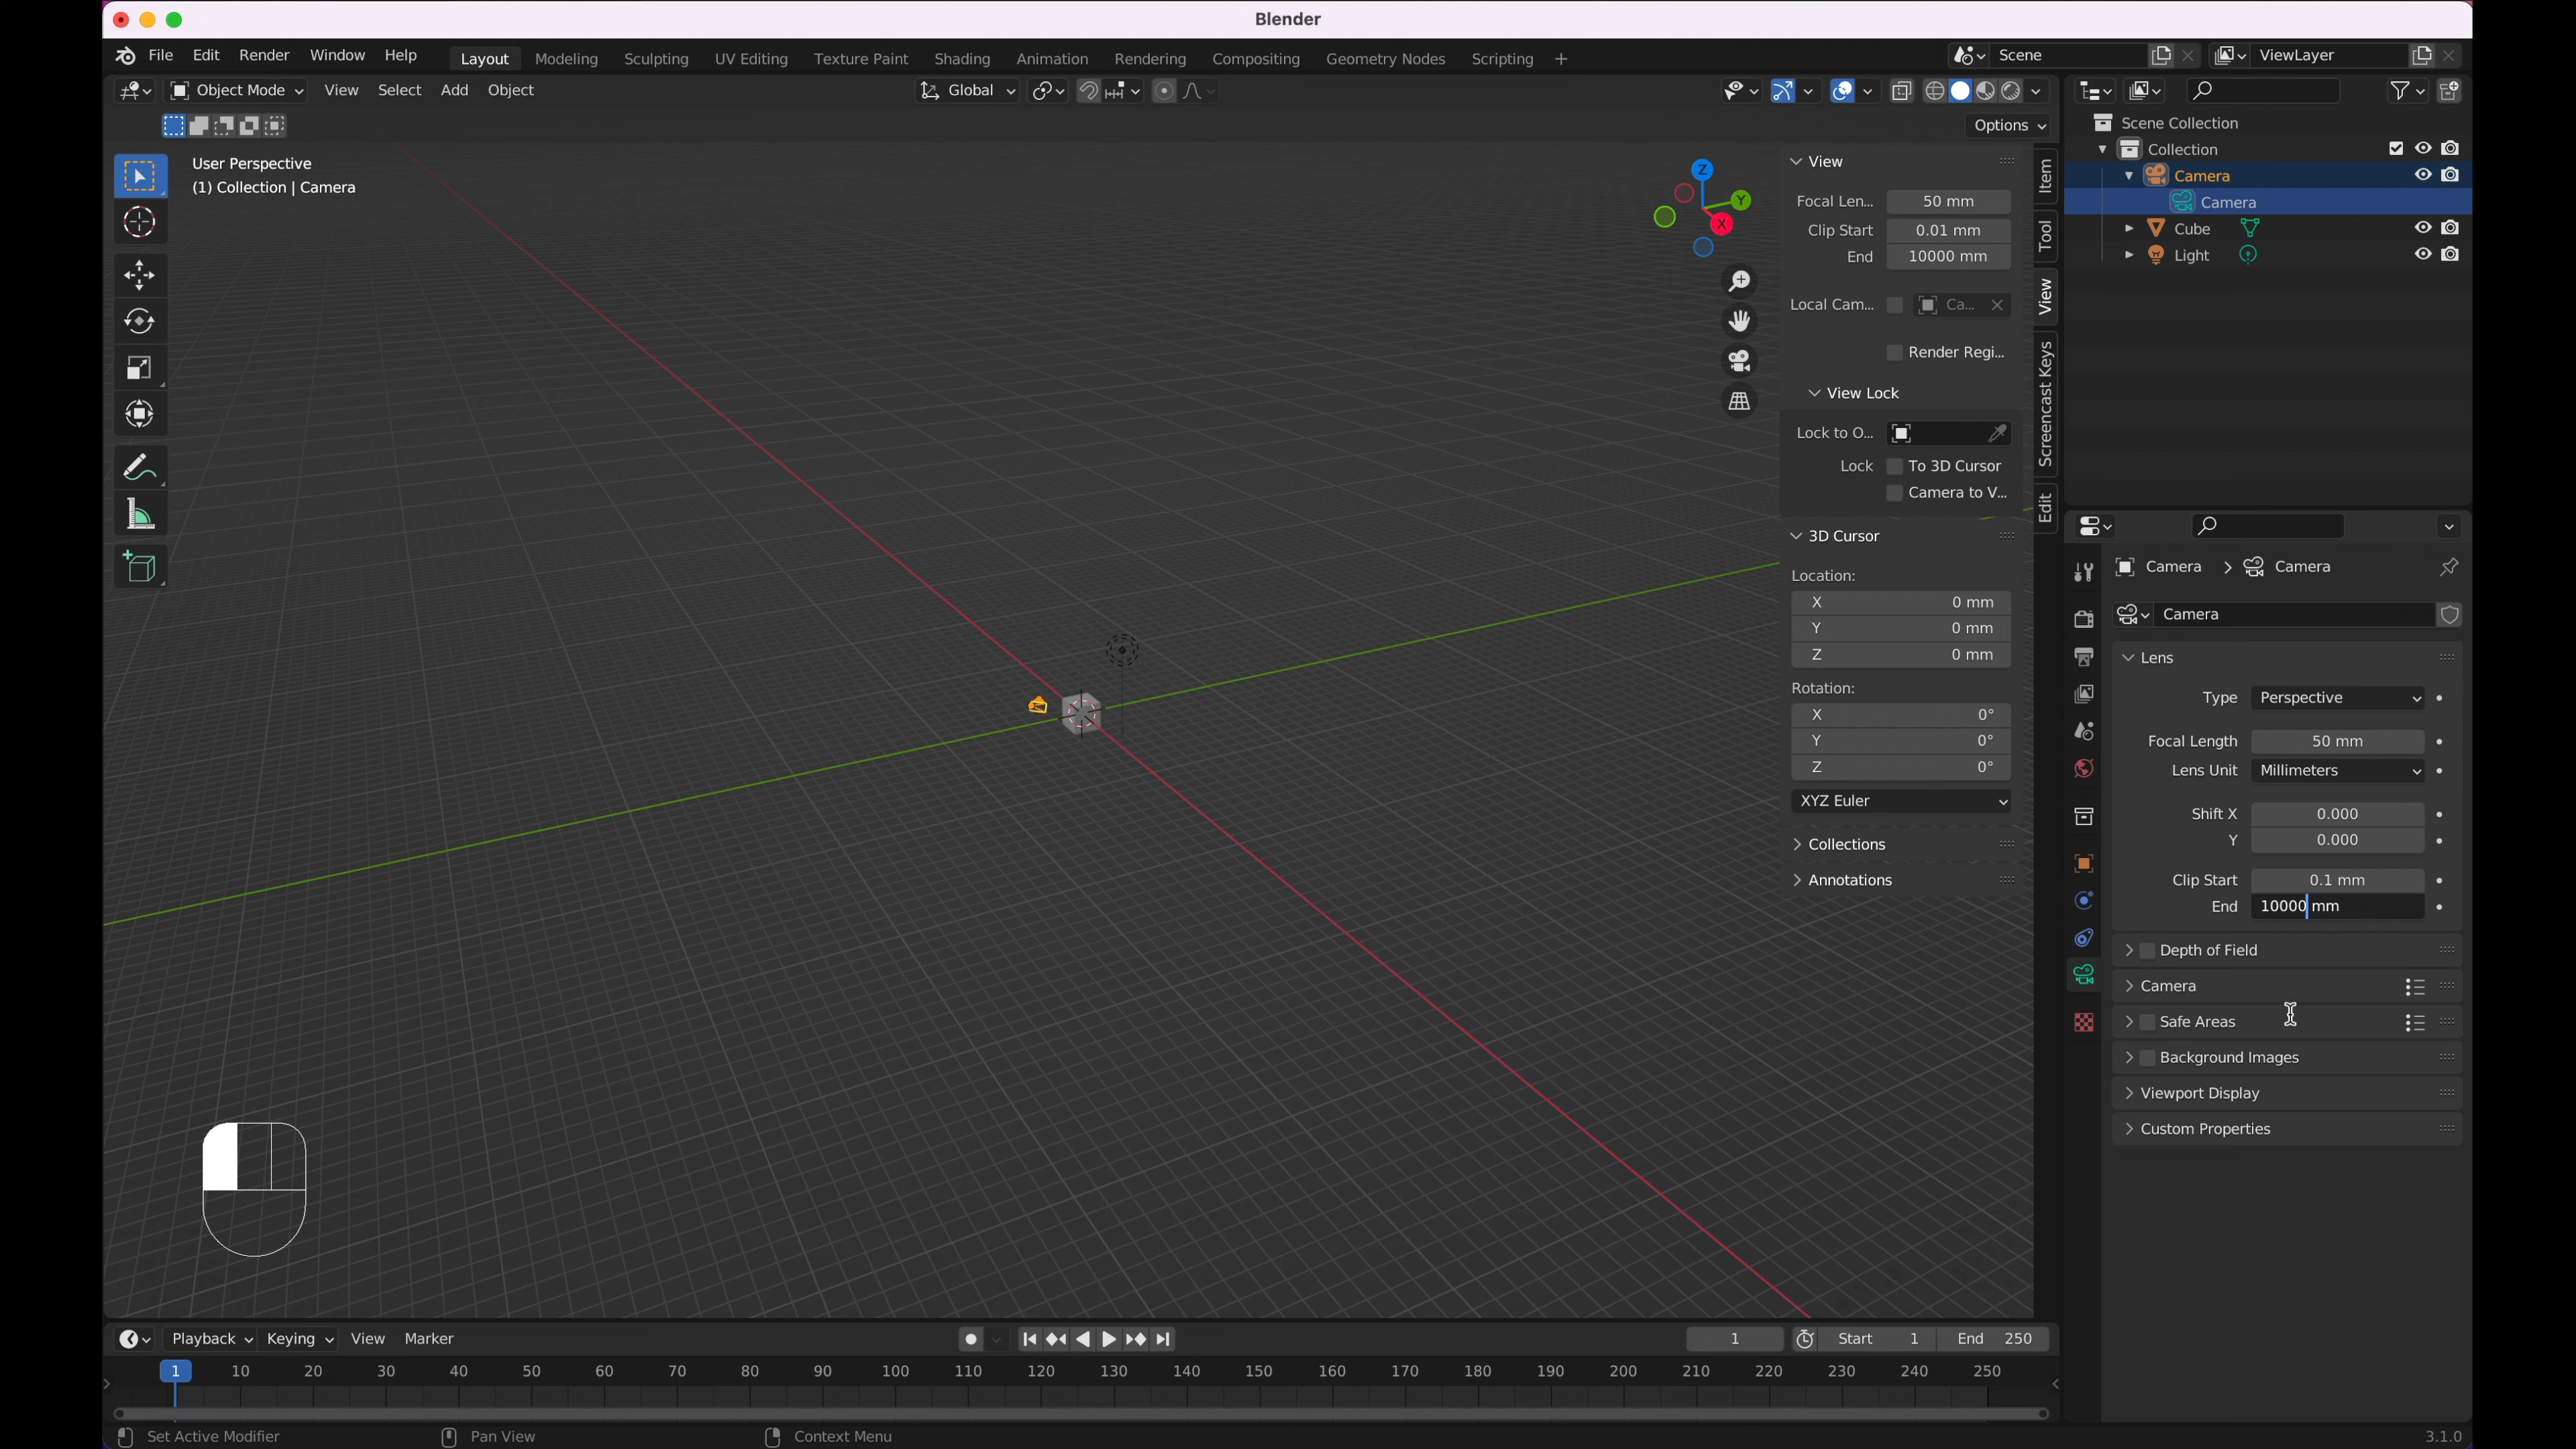 Blender
File Edit Render Window Help Layout Modeling Sculpting UV Editing Texture Paint Shading Animation Rendering Compositing Geometry Nodes Scripting + Scene ViewLayer
Object Mode View Select Add Object Global
Options
User Perspective
(1) Collection | Camera
View
Focal Len... 50 mm
Clip Start 0.01 mm
End 10000 mm
Local Cam... Ca...
Render Regi...
View Lock
Lock to O...
Lock To 3D Cursor
Camera to V...
3D Cursor
Location:
X 0 mm
Y 0 mm
Z 0 mm
Rotation:
X 0°
Y 0°
Z 0°
XYZ Euler
Collections
Annotations
Item
Tool
View
Screencast Keys
Edit
Z
Y
X
Scene Collection
Collection
Camera
Camera
Cube
Light
Camera > Camera
Camera
Lens
Type Perspective
Focal Length 50 mm
Lens Unit Millimeters
Shift X 0.000
Y 0.000
Clip Start 0.1 mm
End 10000 mm
Depth of Field
Camera
Safe Areas
Background Images
Viewport Display
Custom Properties
Playback Keying View Marker 1 Start 1 End 250
1 10 20 30 40 50 60 70 80 90 100 110 120 130 140 150 160 170 180 190 200 210 220 230 240 250
Set Active Modifier Pan View Context Menu 3.1.0